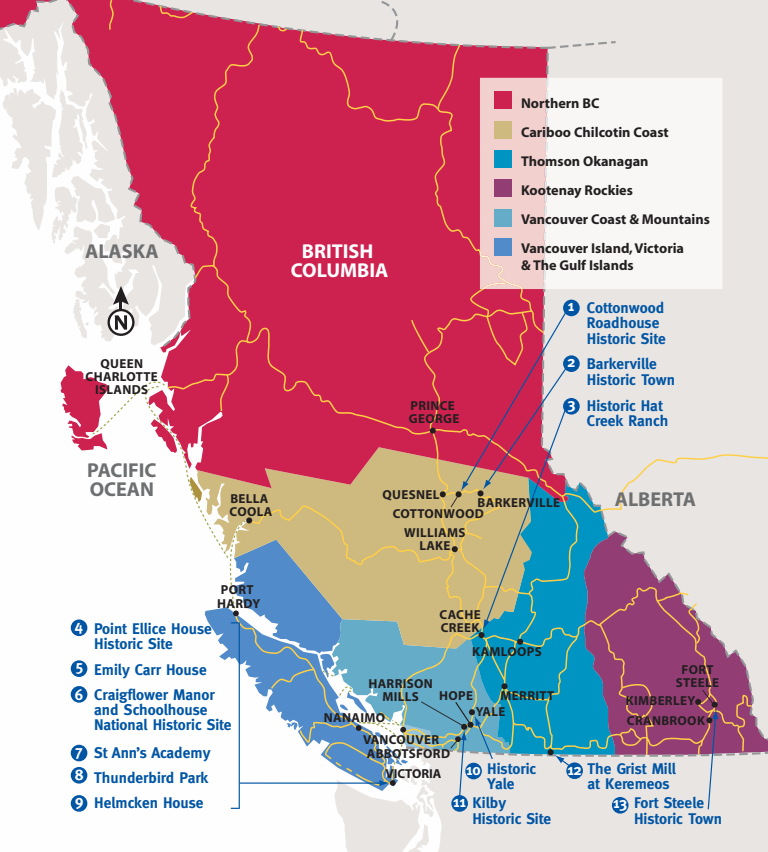 Northern BC
Cariboo Chilcotin Coast
Thomson Okanagan
Kootenay Rockies
Vancouver Coast & Mountains
Vancouver Island, Victoria
& The Gulf Islands
ALASKA
BRITISH
COLUMBIA
N
1 Cottonwood
Roadhouse
Historic Site
2 Barkerville
Historic Town
3 Historic Hat
Creek Ranch
QUEEN
CHARLOTTE
ISLANDS
PRINCE
GEORGE
PACIFIC
OCEAN
ALBERTA
BELLA
COOLA
QUESNEL
BARKERVILLE
COTTONWOOD
WILLIAMS
LAKE
PORT
HARDY
CACHE
CREEK
KAMLOOPS
4 Point Ellice House
Historic Site
5 Emily Carr House
6 Craigflower Manor
and Schoolhouse
National Historic Site
7 St Ann's Academy
8 Thunderbird Park
9 Helmcken House
HARRISON
MILLS
HOPE
MERRITT
YALE
NANAIMO
VANCOUVER
ABBOTSFORD
VICTORIA
FORT
STEELE
KIMBERLEY
CRANBROOK
10 Historic
Yale
11 Kilby
Historic Site
12 The Grist Mill
at Keremeos
13 Fort Steele
Historic Town